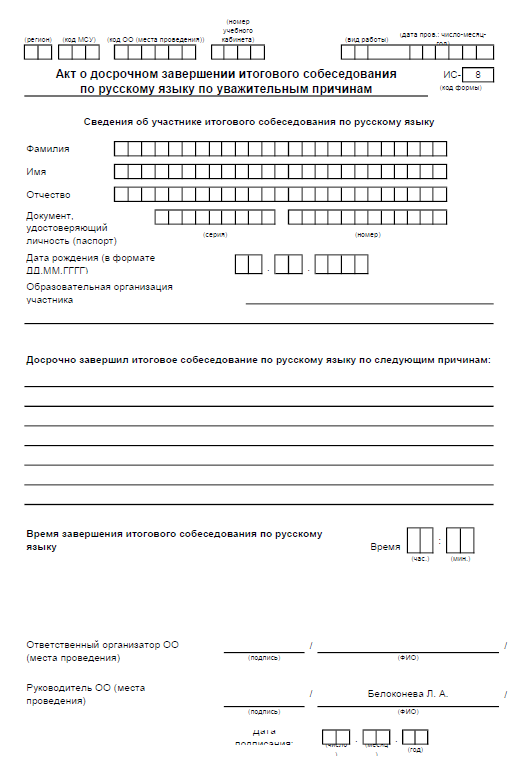 (номер
учебного
(регион) (код МСУ) (код ОО (места проведения)) кабинета) (вид работы) (дата пров.: число-месяц-
год)
Акт о досрочном завершении итогового собеседования
по русскому языку по уважительным причинам
ИС- 8
(код формы)
Сведения об участнике итогового собеседования по русскому языку
Фамилия
Имя
Отчество
Документ,
удостоверяющий
личность (паспорт)
(серия) (номер)
Дата рождения (в формате
ДД.ММ.ГГГГ) . .
Образовательная организация
участника
Досрочно завершил итоговое собеседование по русскому языку по следующим причинам:
Время завершения итогового собеседования по русскому
языку
Время :
(час.) (мин.)
Ответственный организатор ОО
(места проведения) / /
(подпись) (ФИО)
Руководитель ОО (места
проведения) / Белоконева Л. А. /
(подпись) (ФИО)
Дата
подписания: . .
(число) (месяц) (год)